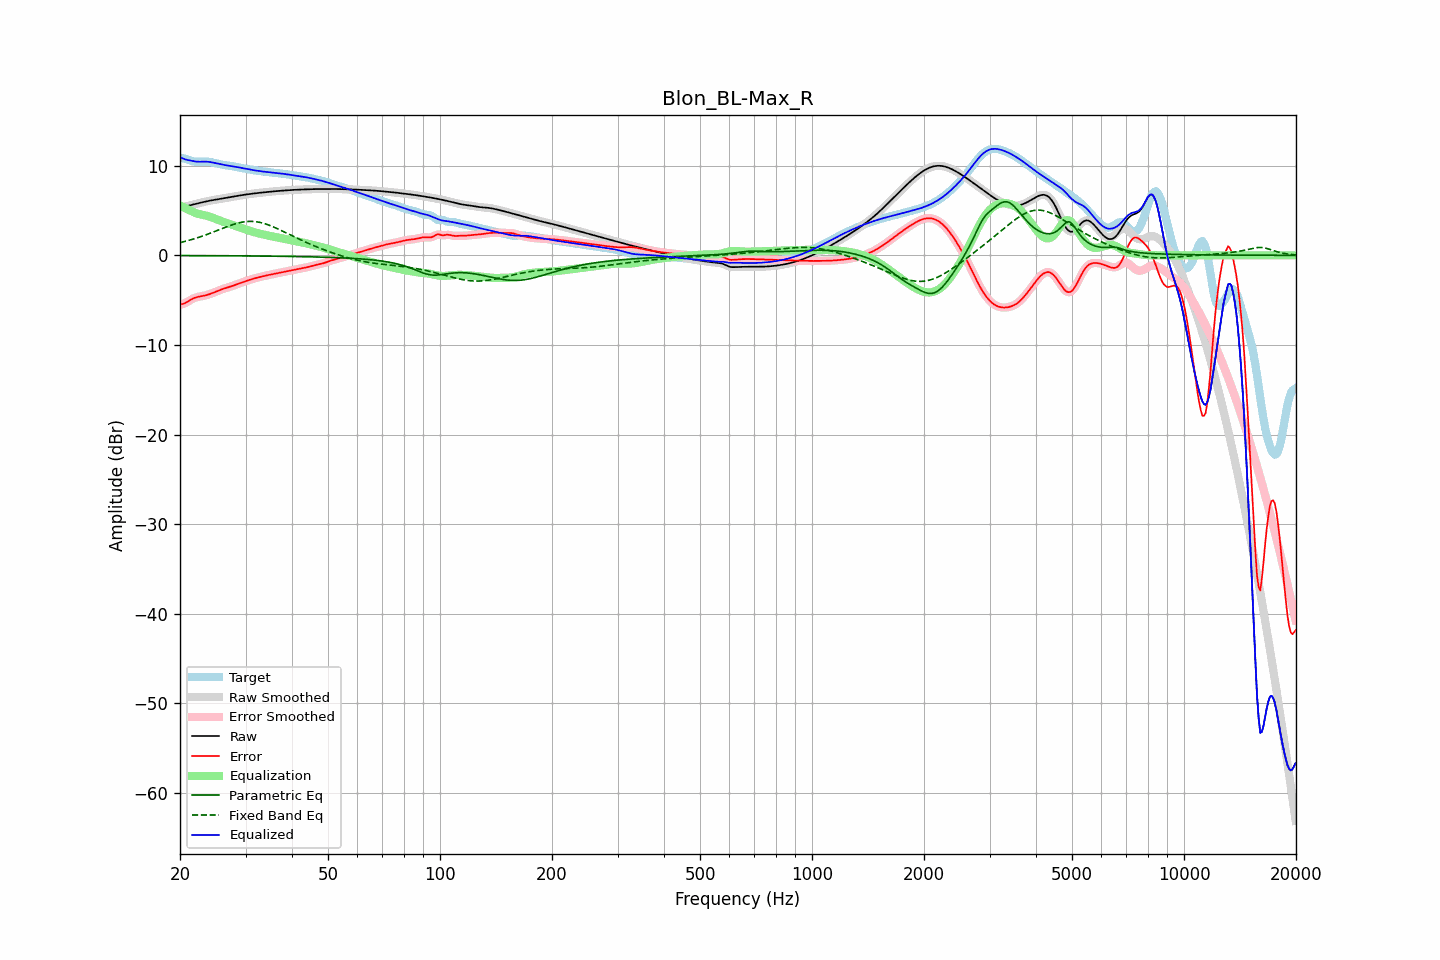 Blon_BL-Max_R
10
0
−10
−20
−30
−40
−50
−60
Amplitude (dBr)
Target
Raw Smoothed
Error Smoothed
Raw
Error
Equalization
Parametric Eq
Fixed Band Eq
Equalized
20 50 100 200 500 1000 2000 5000 10000 20000
Frequency (Hz)